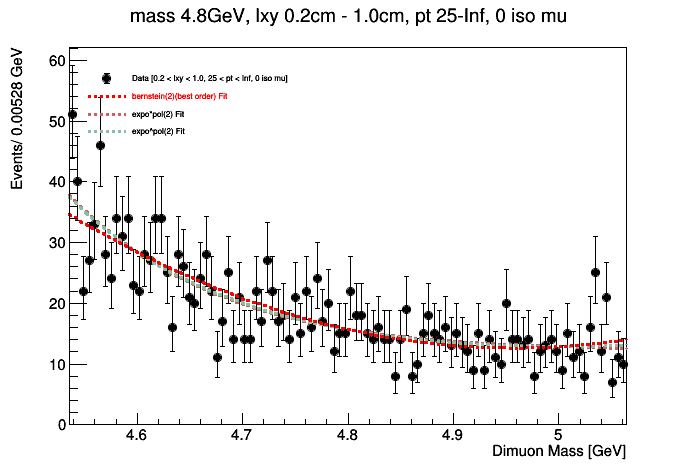 mass 4.8GeV, lxy 0.2cm - 1.0cm, pt 25-Inf, 0 iso mu
Events/ 0.00528 GeV
60
50
40
30
20
10
0
Data [0.2 < lxy < 1.0, 25 < pt < Inf, 0 iso mu]
bernstein(2)(best order) Fit
expo*pol(2) Fit
expo^pol(2) Fit
4.6
4.7
4.8
4.9
5
Dimuon Mass [GeV]